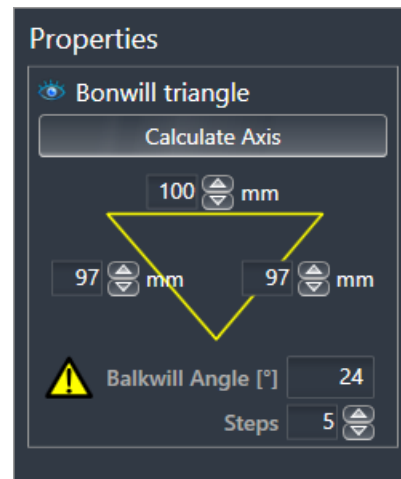 Properties
Bonwill triangle
Calculate Axis
100 mm
97 mm 97 mm
Balkwill Angle [°] 24
Steps 5